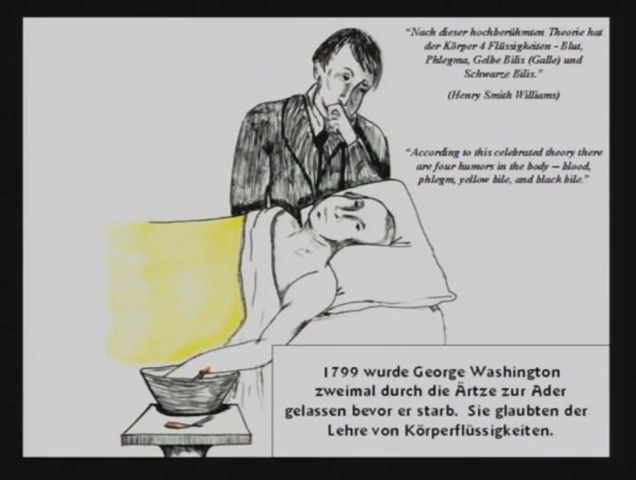 "Nach dieser hochberühmten Theorie hat
der Körper 4 Flüssigkeiten - Blut,
Phlegma, Gelbe Bilis (Galle) und
Schwarze Bilis."
(Henry Smith Williams)
"According to this celebrated theory there
are four humors in the body – blood,
phlegm, yellow bile, and black bile."
1799 wurde George Washington
zweimal durch die Ärtze zur Ader
gelassen bevor er starb. Sie glaubten der
Lehre von Körperflüssigkeiten.